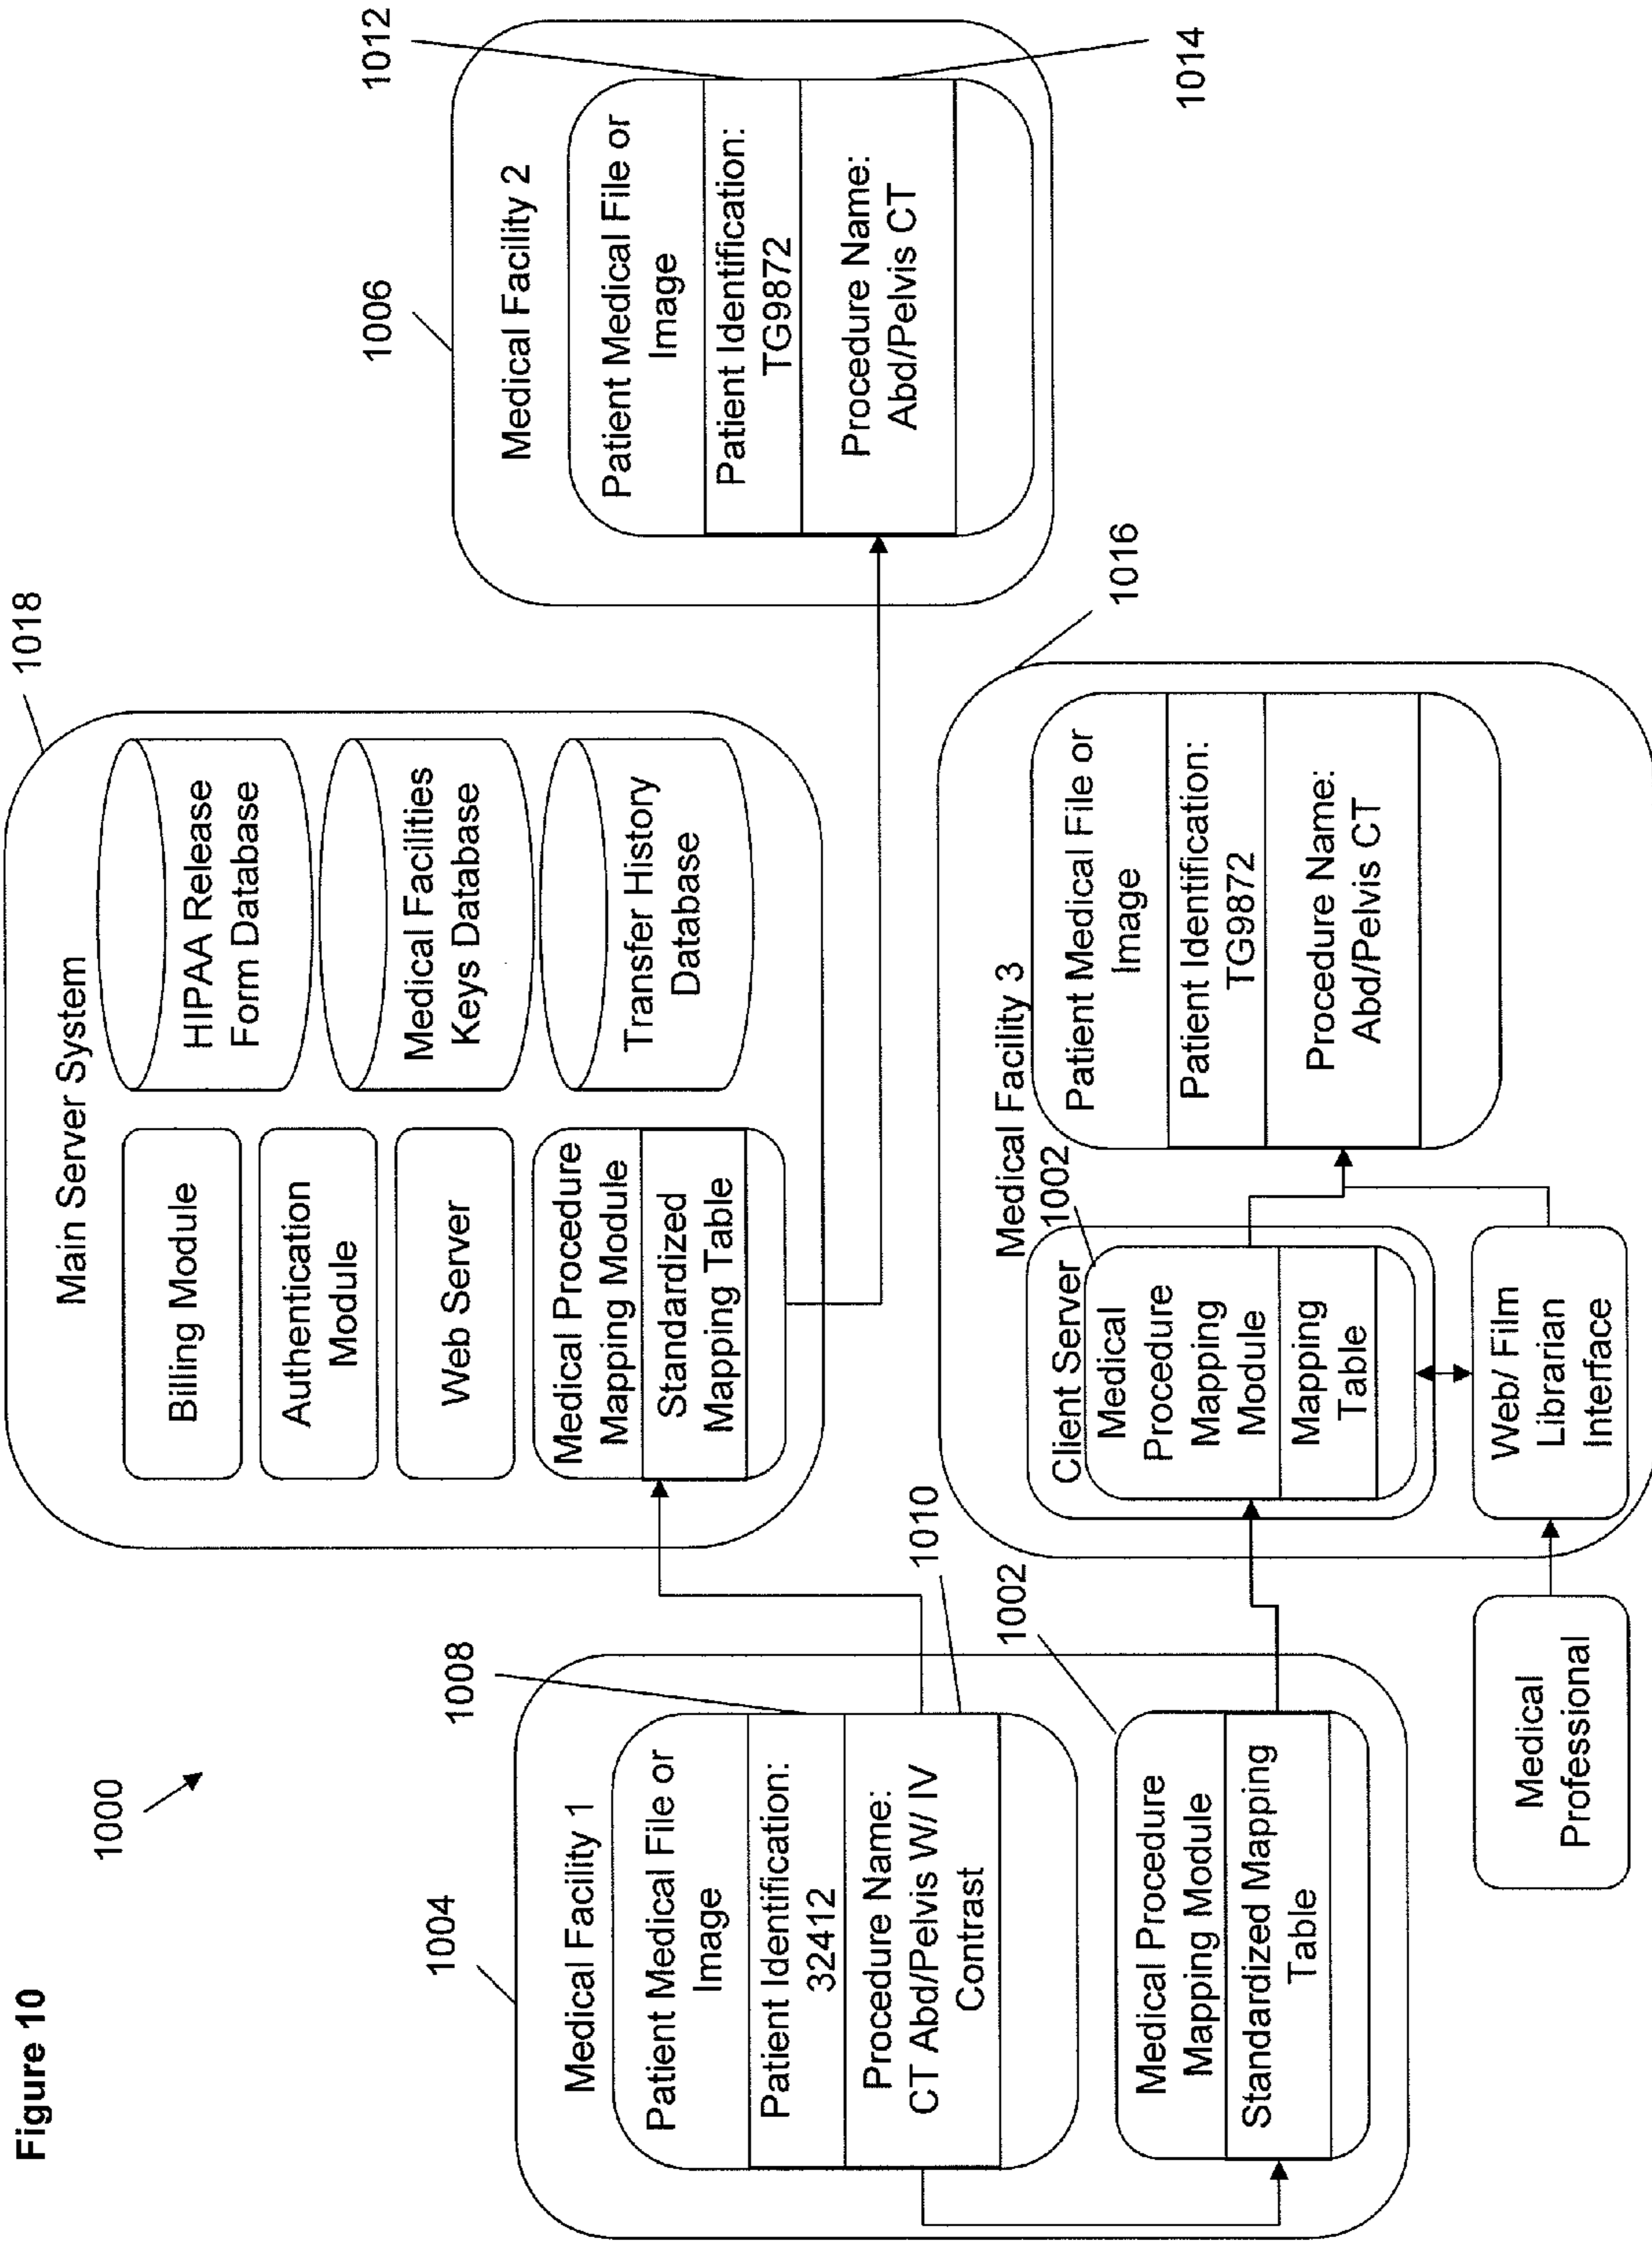 Figure 10
1000
1004
Medical Facility 1
Patient Medical File or
Image
Patient Identification:
32412
Procedure Name:
CT Abd/Pelvis W/ IV
Contrast
1008
1010
1002
Medical Procedure
Mapping Module
Standardized Mapping
Table
Main Server System
1018
Billing Module
Authentication
Module
Web Server
Medical Procedure
Mapping Module
Standardized
Mapping Table
HIPAA Release
Form Database
Medical Facilities
Keys Database
Transfer History
Database
1006
Medical Facility 2
Patient Medical File or
Image
Patient Identification:
TG9872
Procedure Name:
Abd/Pelvis CT
1012
1014
1016
Medical Facility 3
1002
Client Server
Medical
Procedure
Mapping
Module
Mapping
Table
Patient Medical File or
Image
Patient Identification:
TG9872
Procedure Name:
Abd/Pelvis CT
Web/ Film
Librarian
Interface
Medical
Professional